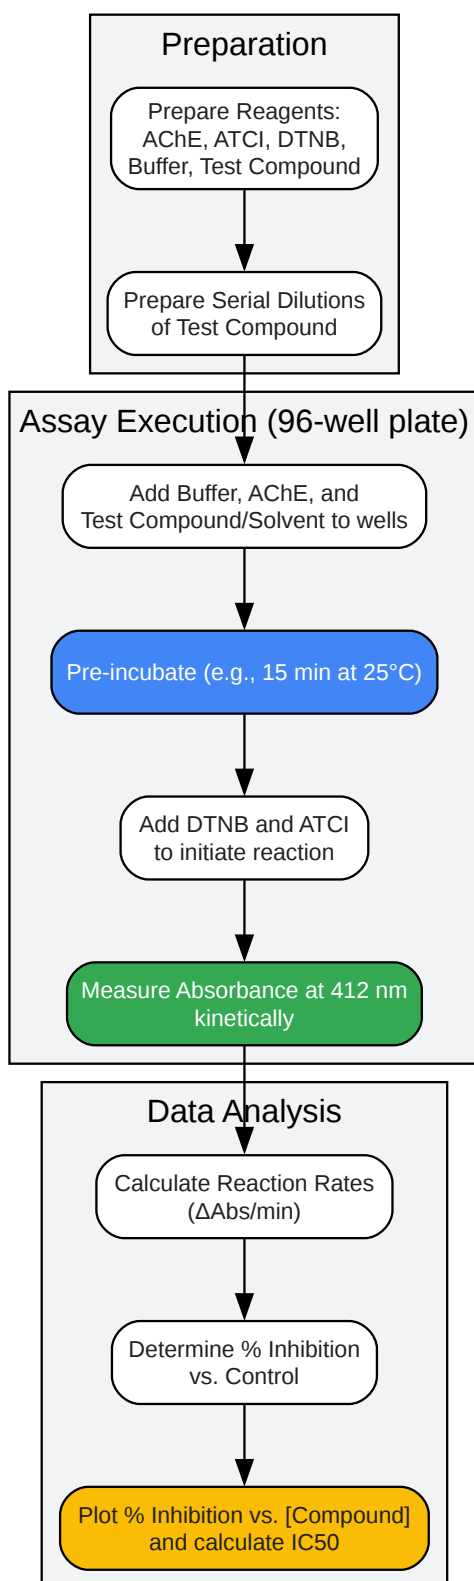 Preparation
Prepare Reagents:
AChE, ATCI, DTNB,
Buffer, Test Compound
Prepare Serial Dilutions
of Test Compound
Assay Execution (96-well plate)
Add Buffer, AChE, and
Test Compound/Solvent to wells
Pre-incubate (e.g., 15 min at 25°C)
Add DTNB and ATCI
to initiate reaction
Measure Absorbance at 412 nm
kinetically
Data Analysis
Calculate Reaction Rates
(ΔAbs/min)
Determine % Inhibition
vs. Control
Plot % Inhibition vs. [Compound]
and calculate IC50